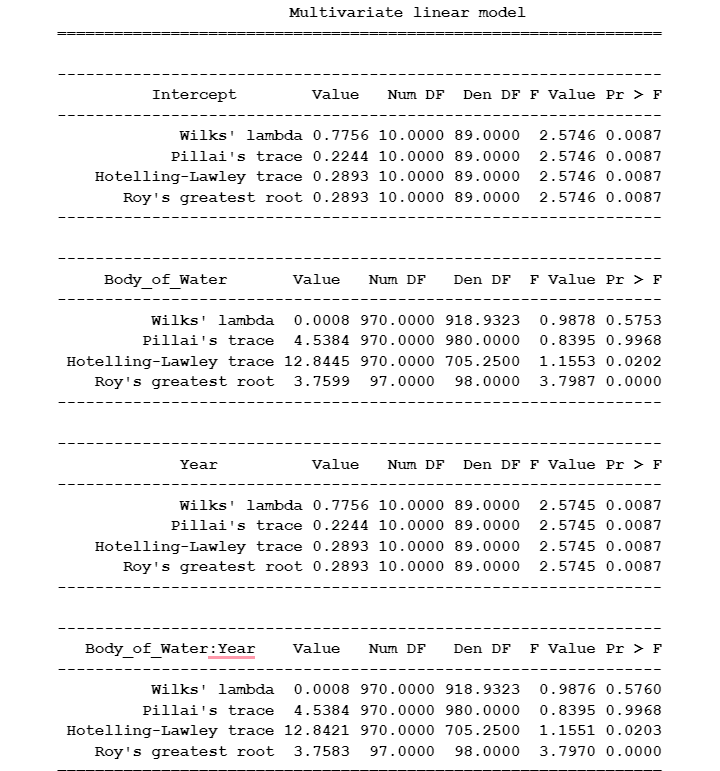 Multivariate linear model
Intercept Value Num DF Den DF F Value Pr > F
Wilks' lambda 0.7756 10.0000 89.0000 2.5746 0.0087
Pillai's trace 0.2244 10.0000 89.0000 2.5746 0.0087
Hotelling-Lawley trace 0.2893 10.0000 89.0000 2.5746 0.0087
Roy's greatest root 0.2893 10.0000 89.0000 2.5746 0.0087
Body_of_Water Value Num DF Den DF F Value Pr > F
Wilks' lambda 0.0008 970.0000 918.9323 0.9878 0.5753
Pillai's trace 4.5384 970.0000 980.0000 0.8395 0.9968
Hotelling-Lawley trace 12.8445 970.0000 705.2500 1.1553 0.0202
Roy's greatest root 3.7599 97.0000 98.0000 3.7987 0.0000
Year Value Num DF Den DF F Value Pr > F
Wilks' lambda 0.7756 10.0000 89.0000 2.5745 0.0087
Pillai's trace 0.2244 10.0000 89.0000 2.5745 0.0087
Hotelling-Lawley trace 0.2893 10.0000 89.0000 2.5745 0.0087
Roy's greatest root 0.2893 10.0000 89.0000 2.5745 0.0087
Body_of_Water:Year Value Num DF Den DF F Value Pr > F
Wilks' lambda 0.0008 970.0000 918.9323 0.9876 0.5760
Pillai's trace 4.5384 970.0000 980.0000 0.8395 0.9968
Hotelling-Lawley trace 12.8421 970.0000 705.2500 1.1551 0.0203
Roy's greatest root 3.7583 97.0000 98.0000 3.7970 0.0000